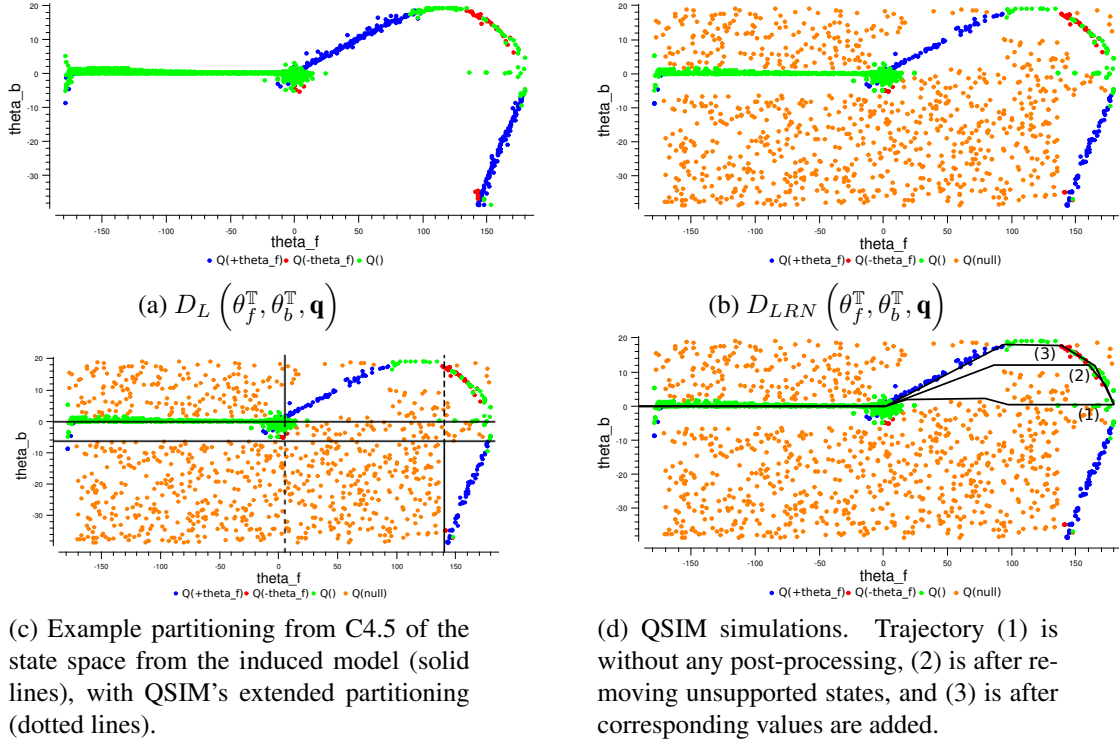 20
10
0
-10
-20
-30
theta_b
-150 -100 -50 0 50 100 150
theta_f
Q(+theta_f) Q(-theta_f) Q()
(a) D_L (θ_f^𝕋, θ_b^𝕋, q)
20
10
0
-10
-20
-30
theta_b
-150 -100 -50 0 50 100 150
theta_f
Q(+theta_f) Q(-theta_f) Q() Q(null)
(b) D_LRN (θ_f^𝕋, θ_b^𝕋, q)
20
10
0
-10
-20
-30
theta_b
-150 -100 -50 0 50 100 150
theta_f
Q(+theta_f) Q(-theta_f) Q() Q(null)
(c) Example partitioning from C4.5 of the
state space from the induced model (solid
lines), with QSIM's extended partitioning
(dotted lines).
20
10
0
-10
-20
-30
theta_b
(3)
(2)
(1)
-150 -100 -50 0 50 100 150
theta_f
Q(+theta_f) Q(-theta_f) Q() Q(null)
(d) QSIM simulations. Trajectory (1) is
without any post-processing, (2) is after re-
moving unsupported states, and (3) is after
corresponding values are added.